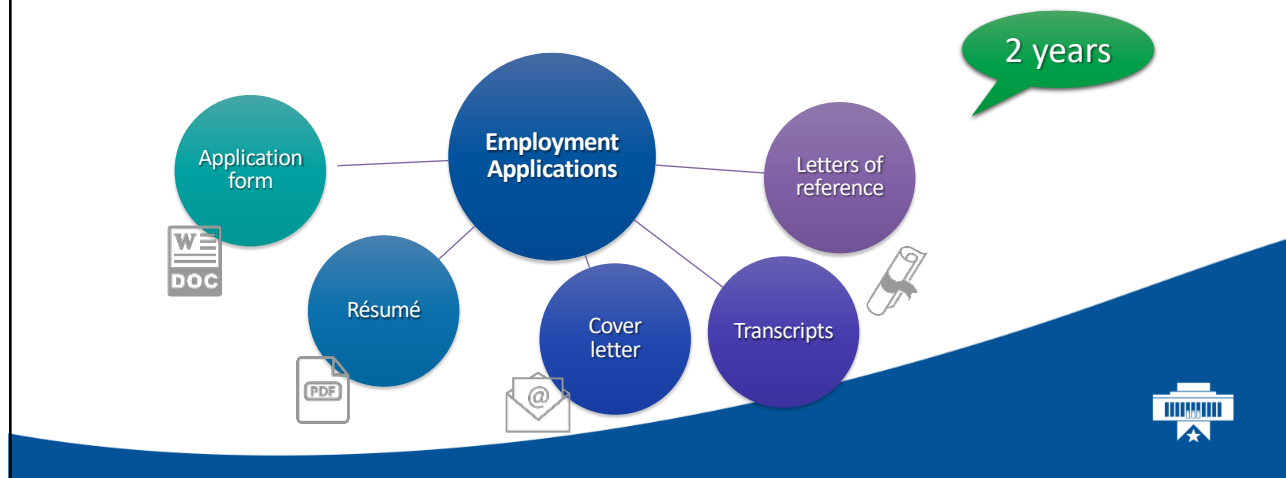 2 years
Employment
Applications
Application
form
Letters of
reference
W
DOC
Résumé
Cover
letter
Transcripts
PDF
@